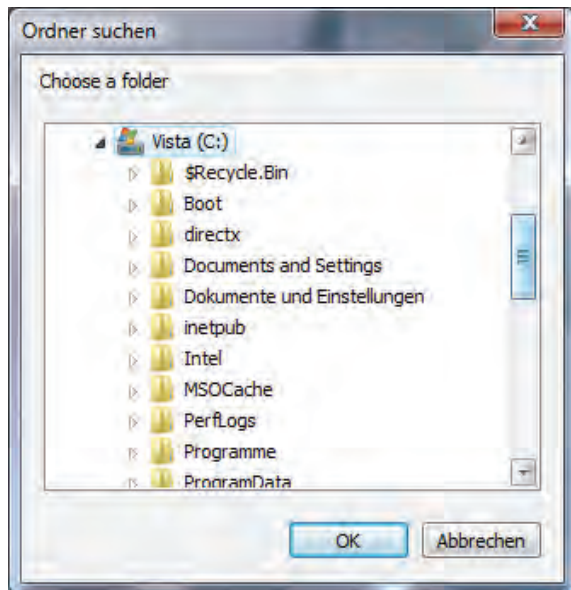 Ordner suchen
Choose a folder
Vista (C:)
$Recycle.Bin
Boot
directx
Documents and Settings
Dokumente und Einstellungen
inetpub
Intel
MSOCache
PerfLogs
Programme
ProgramData
OK Abbrechen